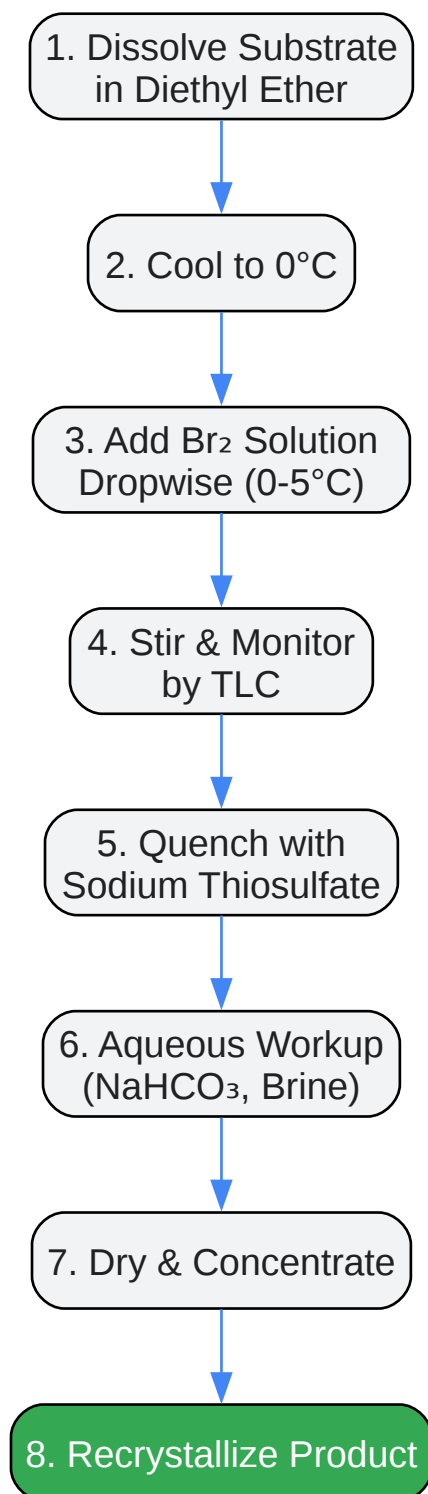 1. Dissolve Substrate
in Diethyl Ether
2. Cool to 0°C
3. Add Br₂ Solution
Dropwise (0-5°C)
4. Stir & Monitor
by TLC
5. Quench with
Sodium Thiosulfate
6. Aqueous Workup
(NaHCO₃, Brine)
7. Dry & Concentrate
8. Recrystallize Product